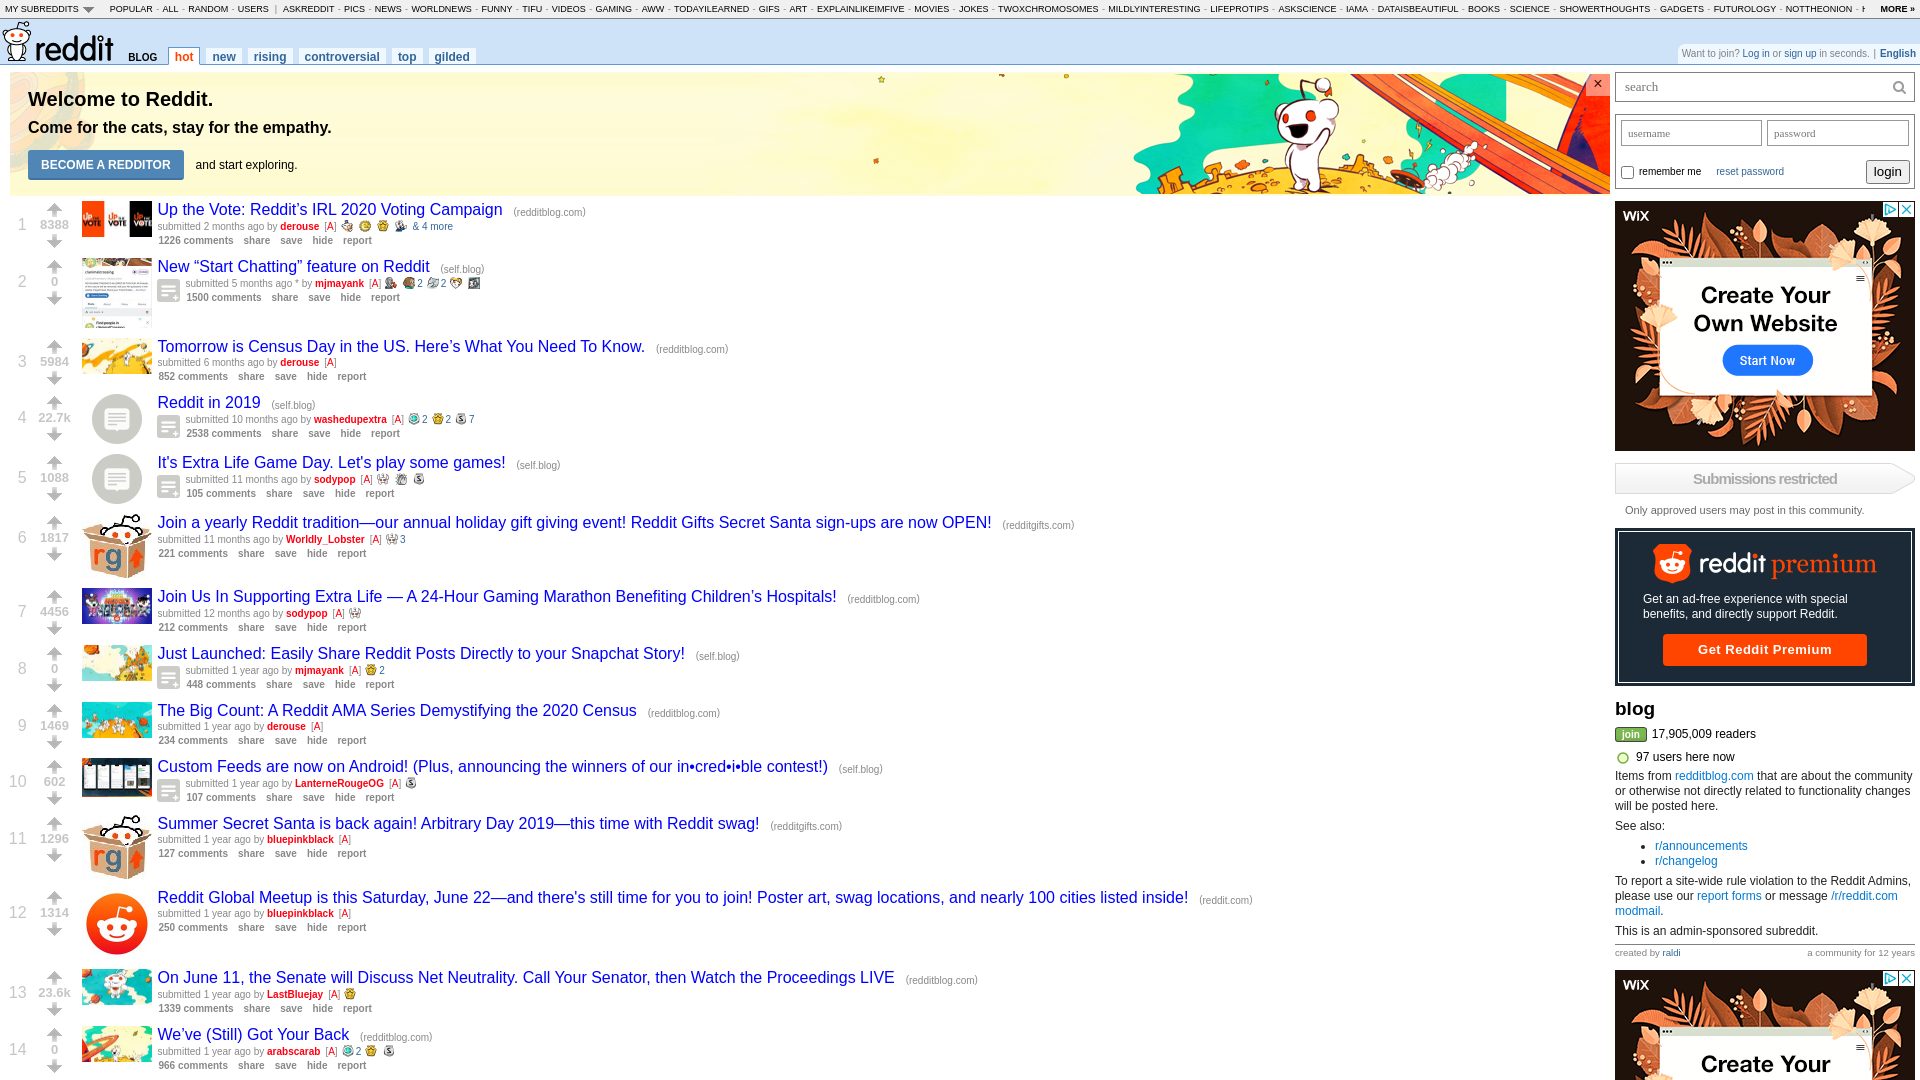 MY SUBREDDITS POPULAR - ALL - RANDOM - USERS | ASKREDDIT - PICS - NEWS - WORLDNEWS - FUNNY - TIFU - VIDEOS - GAMING - AWW - TODAYILEARNED - GIFS - ART - EXPLAINLIKEIMFIVE - MOVIES - JOKES - TWOXCHROMOSOMES - MILDLYINTERESTING - LIFEPROTIPS - ASKSCIENCE - IAMA - DATAISBEAUTIFUL - BOOKS - SCIENCE - SHOWERTHOUGHTS - GADGETS - FUTUROLOGY - NOTTHEONION - MORE »
reddit BLOG hot new rising controversial top gilded
Want to join? Log in or sign up in seconds. | English
Welcome to Reddit.
Come for the cats, stay for the empathy.
BECOME A REDDITOR and start exploring.
×
1
8388
UP THE VOTE
Up the Vote: Reddit’s IRL 2020 Voting Campaign (redditblog.com)
submitted 2 months ago by derouse [A] & 4 more
1226 comments share save hide report
2
0
New “Start Chatting” feature on Reddit (self.blog)
submitted 5 months ago * by mjmayank [A] 2 2
1500 comments share save hide report
3
5984
Tomorrow is Census Day in the US. Here’s What You Need To Know. (redditblog.com)
submitted 6 months ago by derouse [A]
852 comments share save hide report
4
22.7k
Reddit in 2019 (self.blog)
submitted 10 months ago by washedupextra [A] 2 2 7
2538 comments share save hide report
5
1088
It's Extra Life Game Day. Let's play some games! (self.blog)
submitted 11 months ago by sodypop [A]
105 comments share save hide report
6
1817
rg
Join a yearly Reddit tradition—our annual holiday gift giving event! Reddit Gifts Secret Santa sign-ups are now OPEN! (redditgifts.com)
submitted 11 months ago by Worldly_Lobster [A] 3
221 comments share save hide report
7
4456
Join Us In Supporting Extra Life — A 24-Hour Gaming Marathon Benefiting Children’s Hospitals! (redditblog.com)
submitted 12 months ago by sodypop [A]
212 comments share save hide report
8
0
Just Launched: Easily Share Reddit Posts Directly to your Snapchat Story! (self.blog)
submitted 1 year ago by mjmayank [A] 2
448 comments share save hide report
9
1469
The Big Count: A Reddit AMA Series Demystifying the 2020 Census (redditblog.com)
submitted 1 year ago by derouse [A]
234 comments share save hide report
10
602
Custom Feeds are now on Android! (Plus, announcing the winners of our in•cred•i•ble contest!) (self.blog)
submitted 1 year ago by LanterneRougeOG [A]
107 comments share save hide report
11
1296
rg
Summer Secret Santa is back again! Arbitrary Day 2019—this time with Reddit swag! (redditgifts.com)
submitted 1 year ago by bluepinkblack [A]
127 comments share save hide report
12
1314
Reddit Global Meetup is this Saturday, June 22—and there's still time for you to join! Poster art, swag locations, and nearly 100 cities listed inside! (reddit.com)
submitted 1 year ago by bluepinkblack [A]
250 comments share save hide report
13
23.6k
On June 11, the Senate will Discuss Net Neutrality. Call Your Senator, then Watch the Proceedings LIVE (redditblog.com)
submitted 1 year ago by LastBluejay [A]
1339 comments share save hide report
14
0
We’ve (Still) Got Your Back (redditblog.com)
submitted 1 year ago by arabscarab [A] 2
966 comments share save hide report
search
username password
remember me reset password login
WiX
Create Your
Own Website
Start Now
Submissions restricted
Only approved users may post in this community.
reddit premium
Get an ad-free experience with special
benefits, and directly support Reddit.
Get Reddit Premium
blog
join 17,905,009 readers
97 users here now
Items from redditblog.com that are about the community
or otherwise not directly related to functionality changes
will be posted here.
See also:
• r/announcements
• r/changelog
To report a site-wide rule violation to the Reddit Admins,
please use our report forms or message /r/reddit.com
modmail.
This is an admin-sponsored subreddit.
created by raldi a community for 12 years
WiX
Create Your